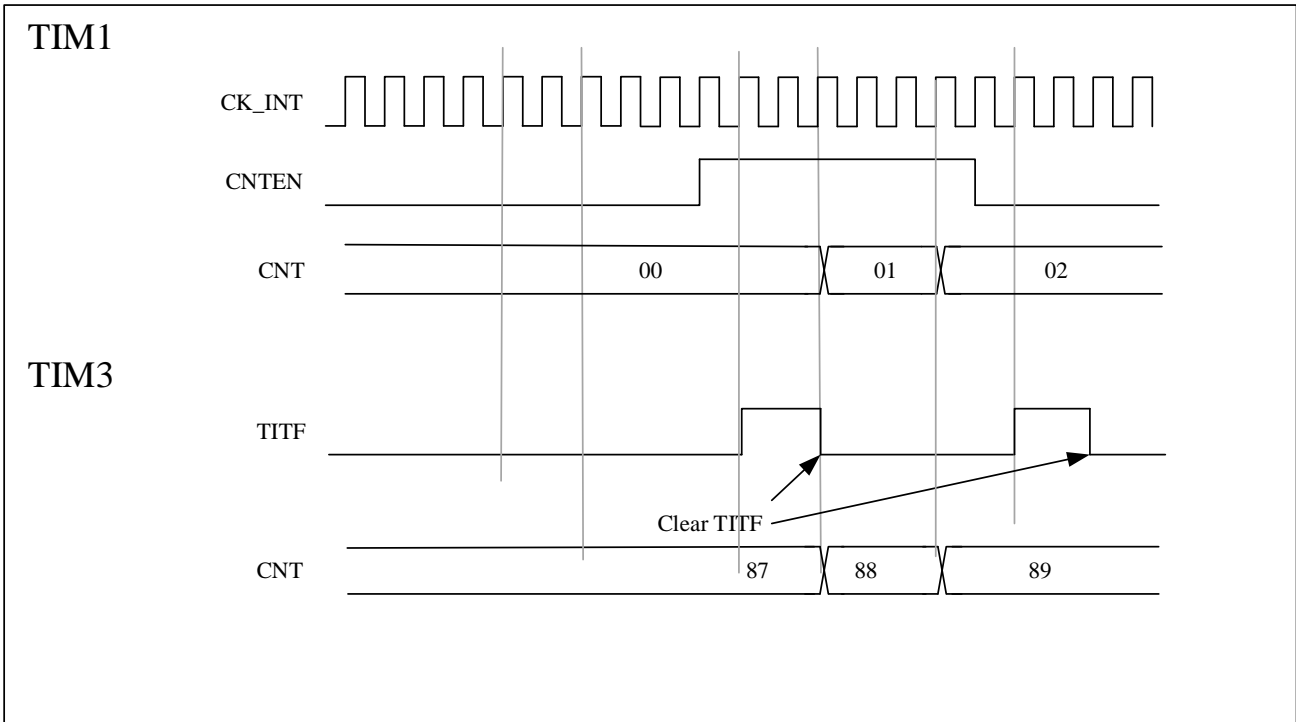 TIM1
CK_INT
CNTEN
CNT 00 01 02
TIM3
TITF
Clear TITF
CNT 87 88 89